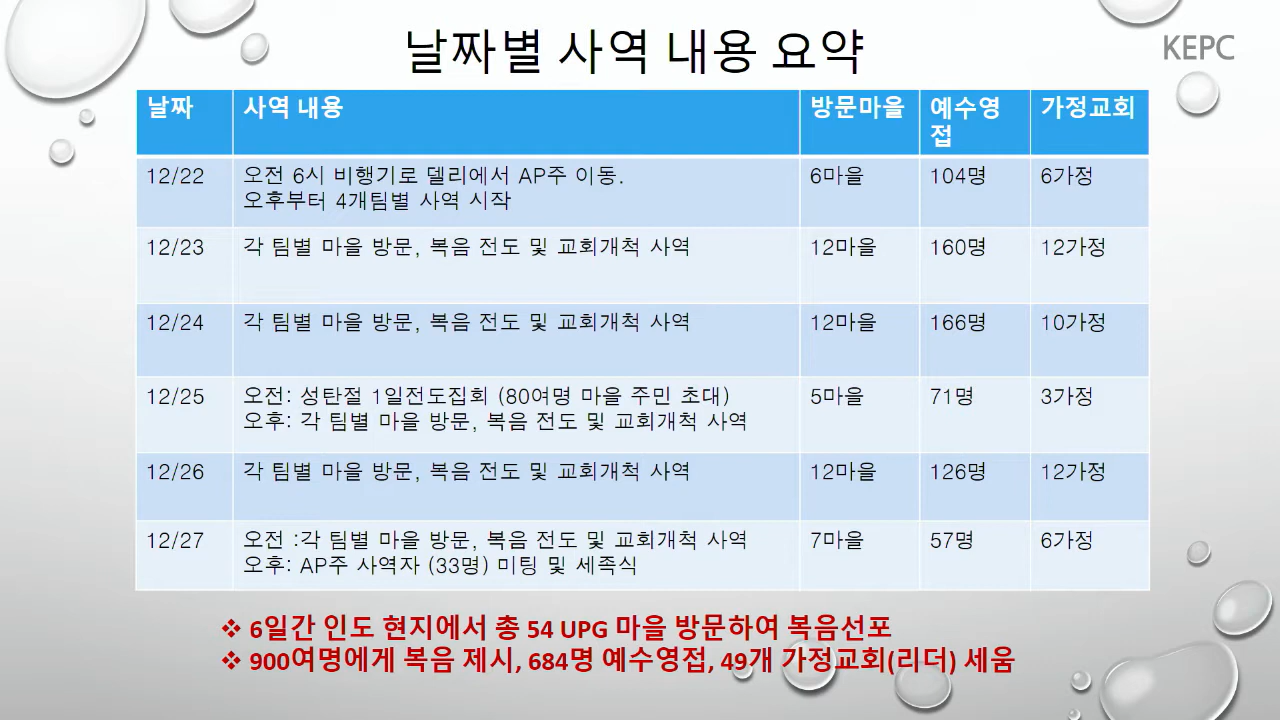 날짜별 사역 내용 요약
KEPC
날짜 사역 내용 방문마을 예수영접 가정교회
12/22 오전 6시 비행기로 델리에서 AP주 이동. 6마을 104명 6가정
오후부터 4개팀별 사역 시작
12/23 각 팀별 마을 방문, 복음 전도 및 교회개척 사역 12마을 160명 12가정
12/24 각 팀별 마을 방문, 복음 전도 및 교회개척 사역 12마을 166명 10가정
12/25 오전: 성탄절 1일전도집회 (80여명 마을 주민 초대) 5마을 71명 3가정
오후: 각 팀별 마을 방문, 복음 전도 및 교회개척 사역
12/26 각 팀별 마을 방문, 복음 전도 및 교회개척 사역 12마을 126명 12가정
12/27 오전 :각 팀별 마을 방문, 복음 전도 및 교회개척 사역 7마을 57명 6가정
오후: AP주 사역자 (33명) 미팅 및 세족식
❖ 6일간 인도 현지에서 총 54 UPG 마을 방문하여 복음선포
❖ 900여명에게 복음 제시, 684명 예수영접, 49개 가정교회(리더) 세움